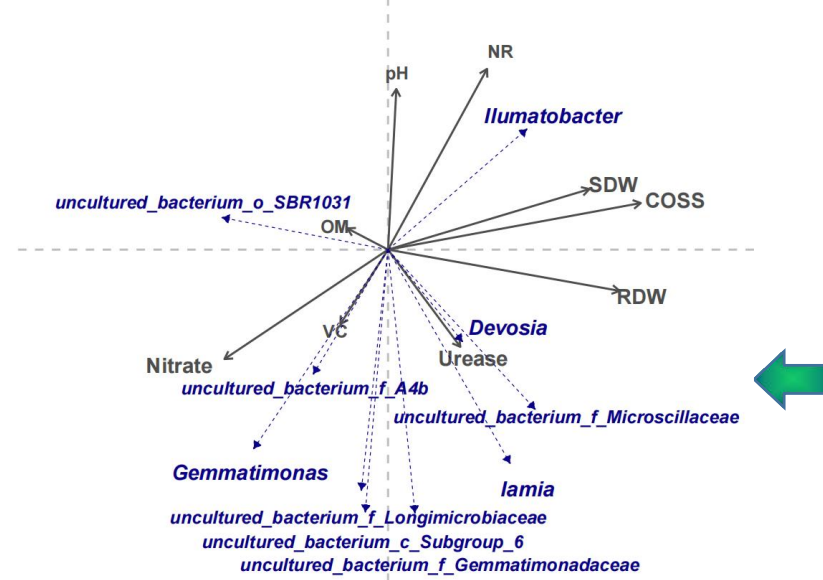 NR
pH
Ilumatobacter
SDW
uncultured_bacterium_o_SBR1031
COSS
OM
RDW
Devosia
VC
Urease
Nitrate
uncultured_bacterium_f_A4b
uncultured_bacterium_f_Microscillaceae
Gemmatimonas
Iamia
uncultured_bacterium_f_Longimicrobiaceae
uncultured_bacterium_c_Subgroup_6
uncultured_bacterium_f_Gemmatimonadaceae